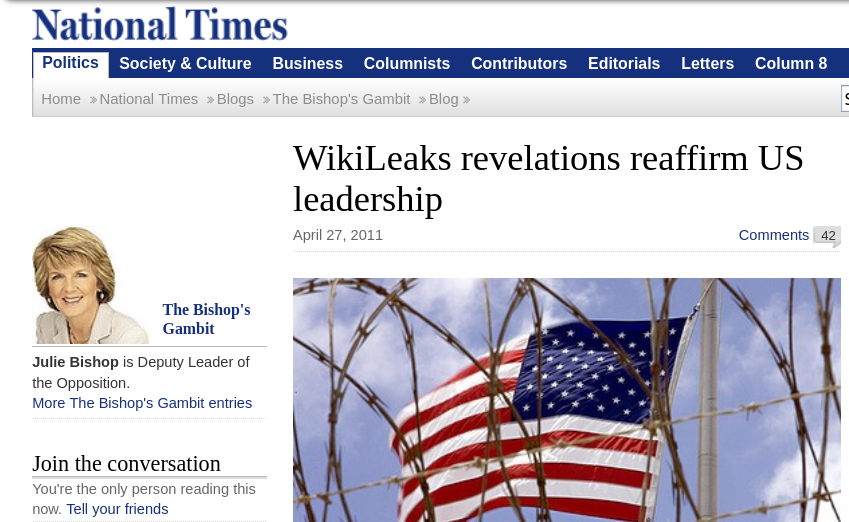 National Times
Politics Society & Culture Business Columnists Contributors Editorials Letters Column 8
Home » National Times » Blogs » The Bishop's Gambit » Blog »
WikiLeaks revelations reaffirm US
leadership
April 27, 2011 Comments 42
The Bishop's
Gambit
Julie Bishop is Deputy Leader of
the Opposition.
More The Bishop's Gambit entries
Join the conversation
You're the only person reading this
now. Tell your friends